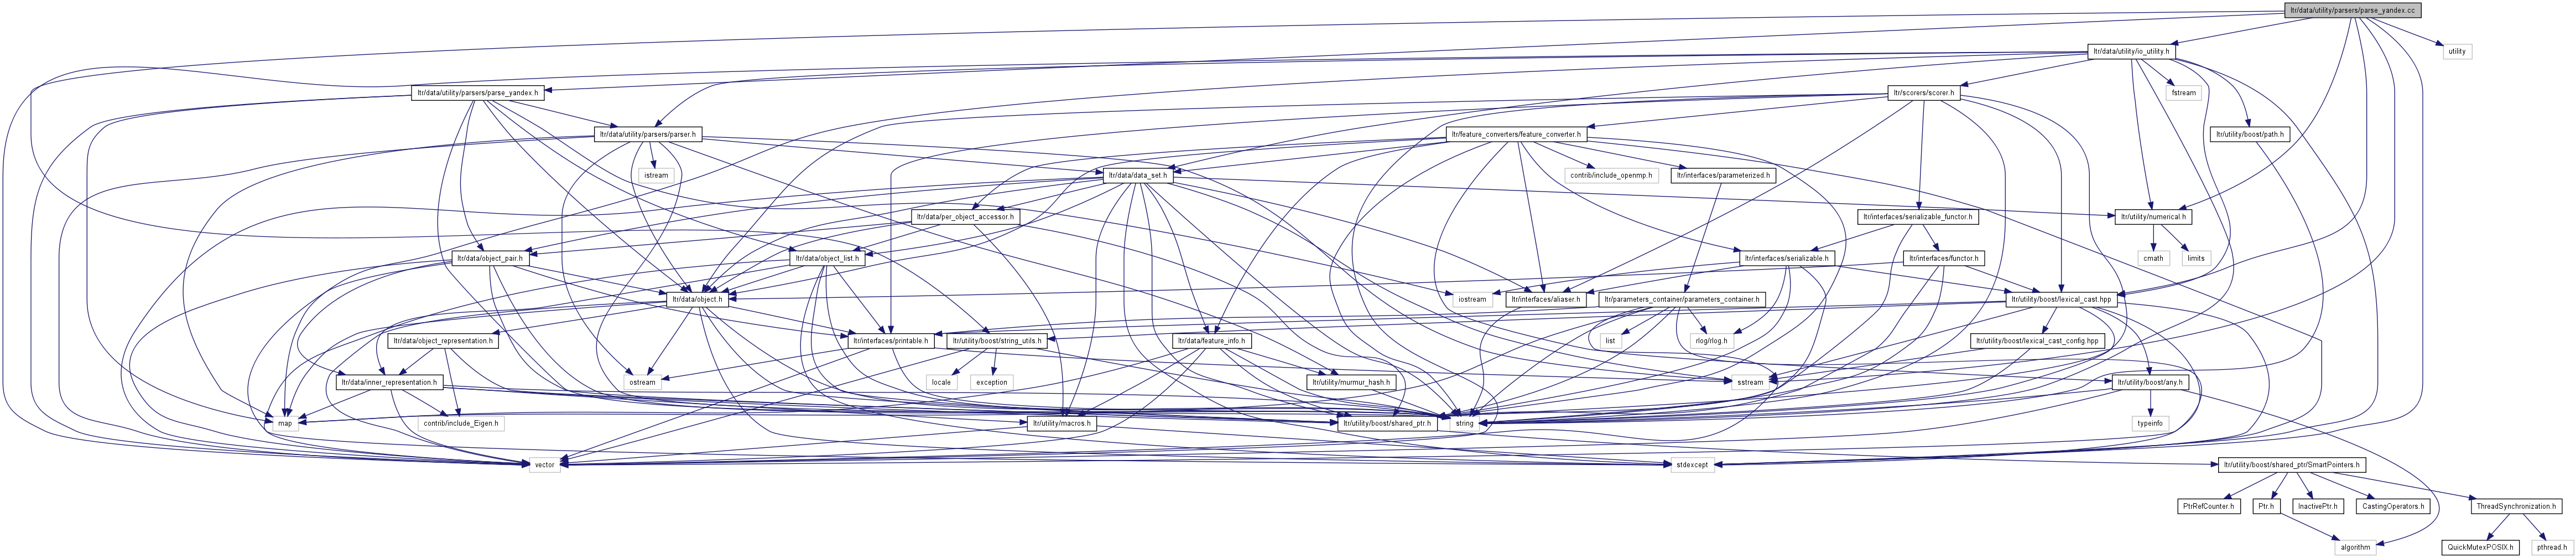 ltr/data/utility/parsers/parse_yandex.cc
ltr/data/utility/io_utility.h
utility
ltr/data/utility/parsers/parse_yandex.h
ltr/scorers/scorer.h
fstream
ltr/data/utility/parsers/parser.h
ltr/feature_converters/feature_converter.h
ltr/utility/boost/path.h
istream
ltr/data/data_set.h
contrib/include_openmp.h
ltr/interfaces/parameterized.h
ltr/data/per_object_accessor.h
ltr/interfaces/serializable_functor.h
ltr/utility/numerical.h
ltr/data/object_pair.h
ltr/data/object_list.h
ltr/interfaces/serializable.h
ltr/interfaces/functor.h
cmath
limits
ltr/data/object.h
iostream
ltr/interfaces/aliaser.h
ltr/parameters_container/parameters_container.h
ltr/utility/boost/lexical_cast.hpp
ltr/data/object_representation.h
ltr/interfaces/printable.h
ltr/utility/boost/string_utils.h
ltr/data/feature_info.h
list
rlog/rlog.h
ltr/utility/boost/lexical_cast_config.hpp
ltr/data/inner_representation.h
ostream
locale
exception
ltr/utility/murmur_hash.h
sstream
ltr/utility/boost/any.h
map
contrib/include_Eigen.h
ltr/utility/macros.h
ltr/utility/boost/shared_ptr.h
string
typeinfo
vector
stdexcept
ltr/utility/boost/shared_ptr/SmartPointers.h
PtrRefCounter.h
Ptr.h
InactivePtr.h
CastingOperators.h
ThreadSynchronization.h
algorithm
QuickMutexPOSIX.h
pthread.h